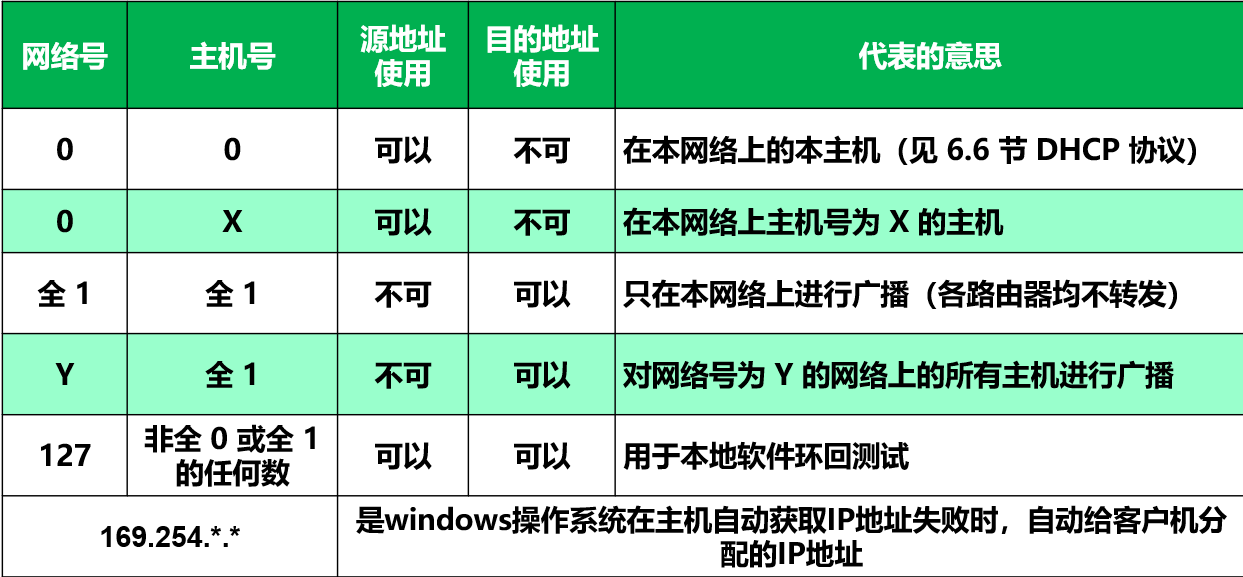 网络号 主机号 源地址使用 目的地址使用 代表的意思
0 0 可以 不可 在本网络上的本主机（见 6.6 节 DHCP 协议）
0 X 可以 不可 在本网络上主机号为 X 的主机
全 1 全 1 不可 可以 只在本网络上进行广播（各路由器均不转发）
Y 全 1 不可 可以 对网络号为 Y 的网络上的所有主机进行广播
127 非全 0 或全 1 的任何数 可以 可以 用于本地软件环回测试
169.254.*.* 是windows操作系统在主机自动获取IP地址失败时，自动给客户机分配的IP地址